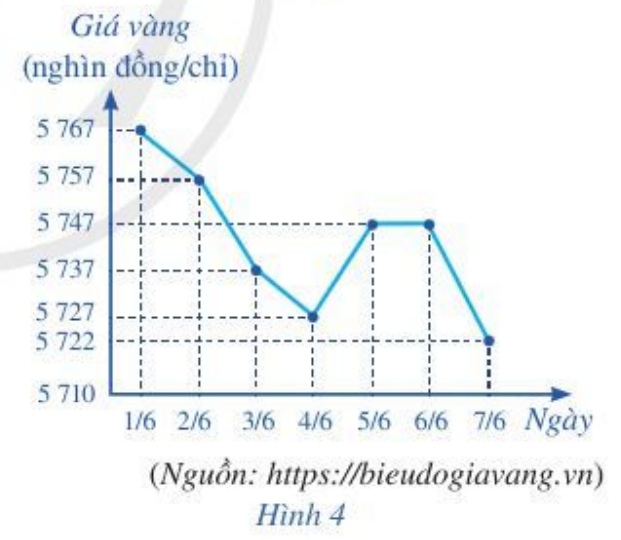 Giá vàng
(nghìn đồng/chỉ)
5 767
5 757
5 747
5 737
5 727
5 722
5 710
1/6 2/6 3/6 4/6 5/6 6/6 7/6 Ngày
(Nguồn: https://bieudogiavang.vn)
Hình 4